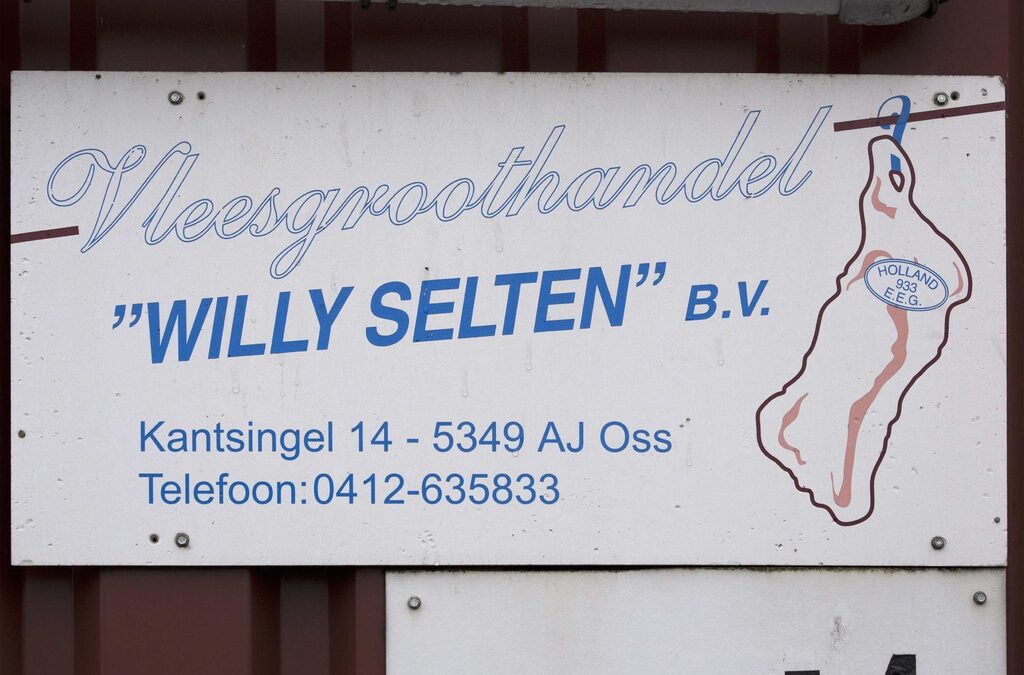 Vleesgroothandel
”WILLY SELTEN” B.V.
HOLLAND
933
E.E.G.
Kantsingel 14 - 5349 AJ Oss
Telefoon: 0412-635833